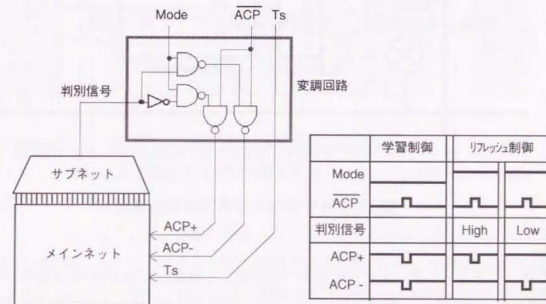 Mode ACP Ts
変調回路
判別信号
サブネット
メインネット
ACP+
ACP-
Ts
学習制御 リフレッシュ制御
Mode
ACP
判別信号 High Low
ACP+
ACP -